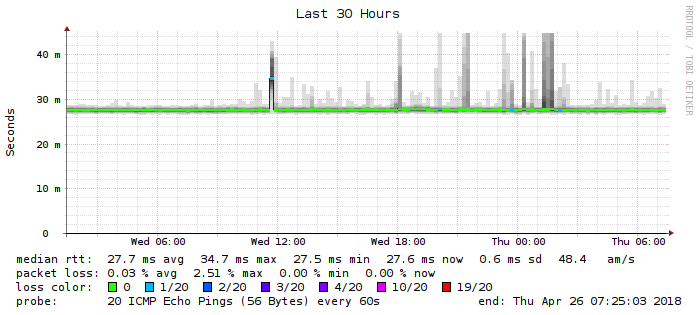 Last 30 Hours
RRDTOOL / TOBI OETIKER
Seconds
40 m
30 m
20 m
10 m
0
Wed 06:00 Wed 12:00 Wed 18:00 Thu 00:00 Thu 06:00
median rtt: 27.7 ms avg 34.7 ms max 27.5 ms min 27.6 ms now 0.6 ms sd 48.4 am/s
packet loss: 0.03 % avg 2.51 % max 0.00 % min 0.00 % now
loss color: 0 1/20 2/20 3/20 4/20 10/20 19/20
probe: 20 ICMP Echo Pings (56 Bytes) every 60s end: Thu Apr 26 07:25:03 2018